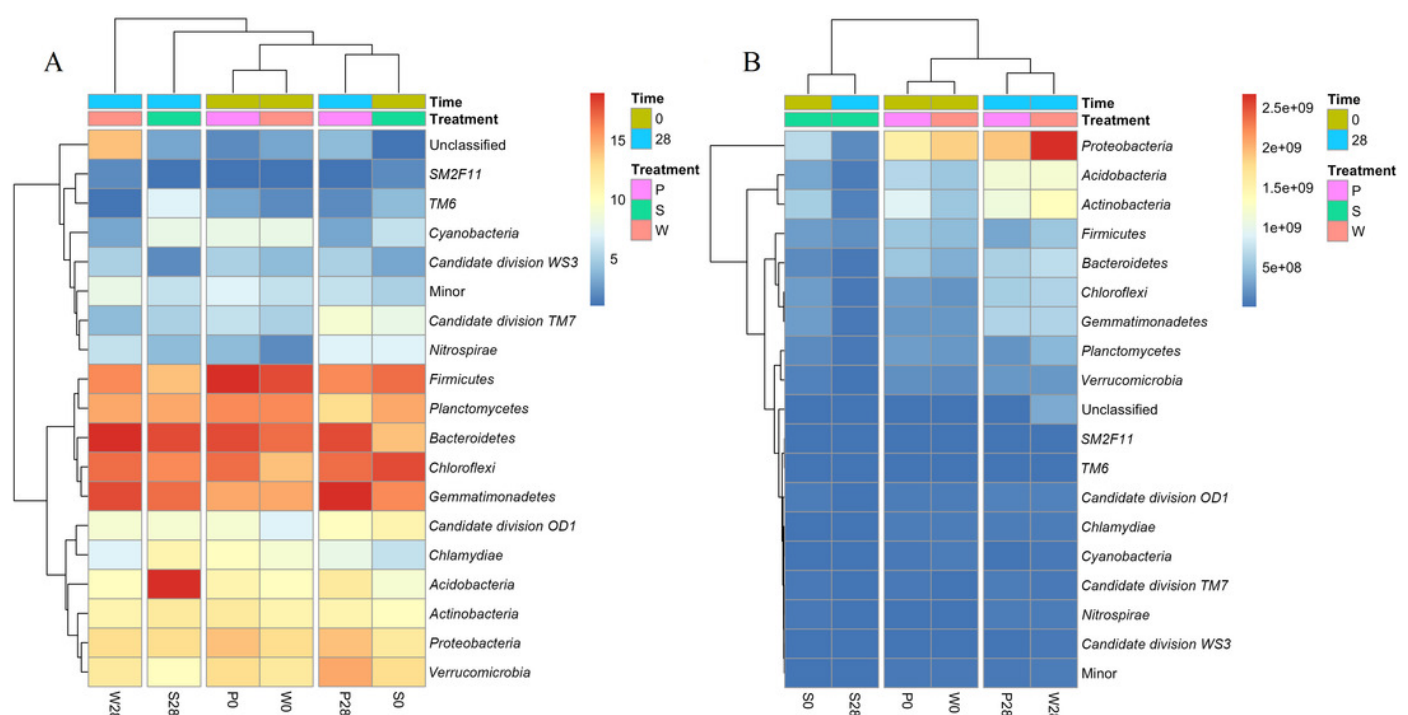 A
Time
Treatment
Unclassified
SM2F11
TM6
Cyanobacteria
Candidate division WS3
Minor
Candidate division TM7
Nitrospirae
Firmicutes
Planctomycetes
Bacteroidetes
Chloroflexi
Gemmatimonadetes
Candidate division OD1
Chlamydiae
Acidobacteria
Actinobacteria
Proteobacteria
Verrucomicrobia
W28
S28
P0
W0
P28
S0
15
10
5
Time
0
28
Treatment
P
S
W
B
Time
Treatment
Proteobacteria
Acidobacteria
Actinobacteria
Firmicutes
Bacteroidetes
Chloroflexi
Gemmatimonadetes
Planctomycetes
Verrucomicrobia
Unclassified
SM2F11
TM6
Candidate division OD1
Chlamydiae
Cyanobacteria
Candidate division TM7
Nitrospirae
Candidate division WS3
Minor
S0
S28
P0
W0
P28
W28
2.5e+09
2e+09
1.5e+09
1e+09
5e+08
Time
0
28
Treatment
P
S
W